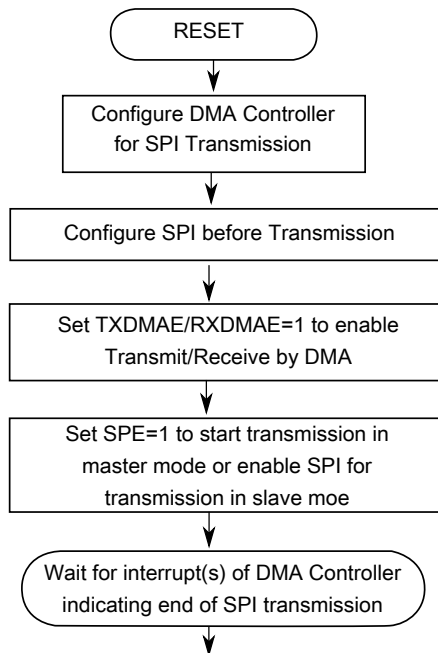 RESET
Configure DMA Controller
for SPI Transmission
Configure SPI before Transmission
Set TXDMAE/RXDMAE=1 to enable
Transmit/Receive by DMA
Set SPE=1 to start transmission in
master mode or enable SPI for
transmission in slave moe
Wait for interrupt(s) of DMA Controller
indicating end of SPI transmission